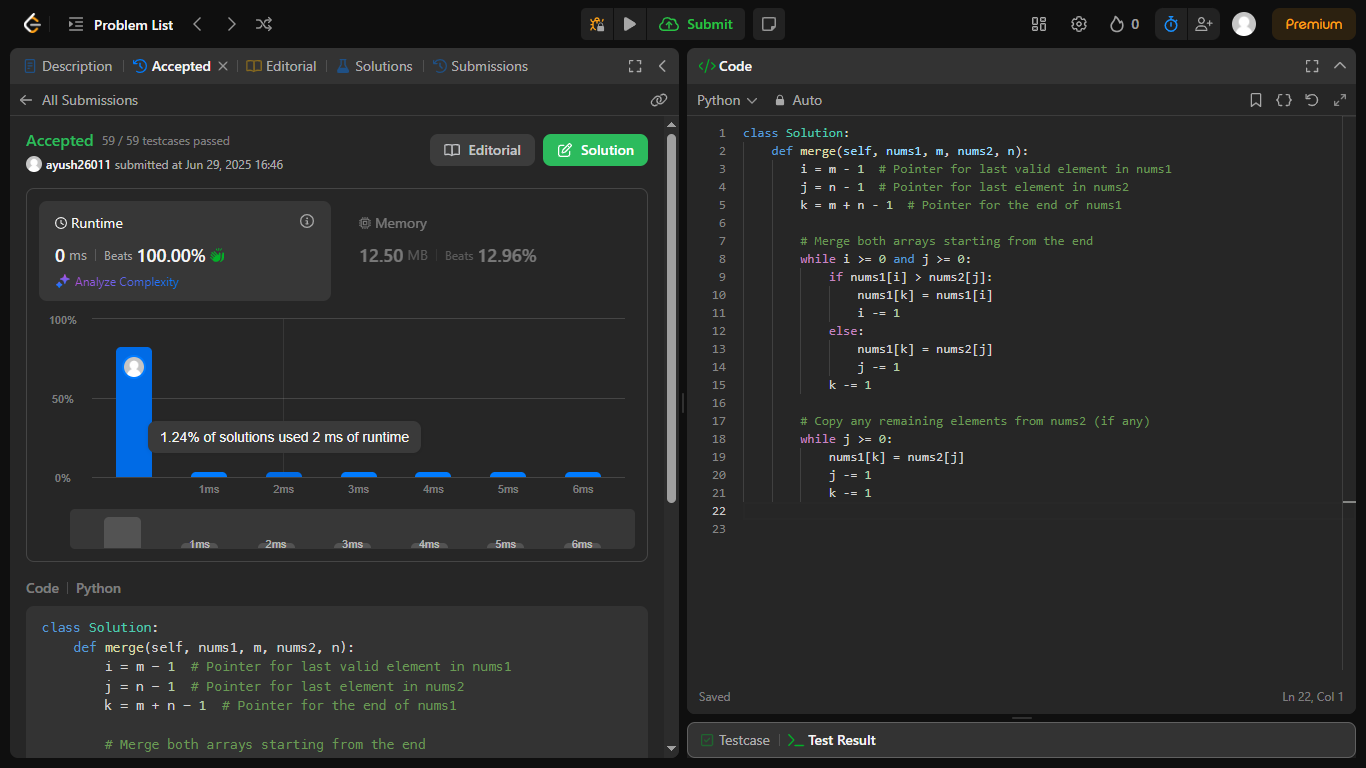 Problem List
Submit
0
Premium
Description
Accepted
Editorial
Solutions
Submissions
All Submissions
Accepted 59 / 59 testcases passed
ayush26011 submitted at Jun 29, 2025 16:46
Editorial
Solution
Runtime
0 ms Beats 100.00%
Analyze Complexity
Memory
12.50 MB Beats 12.96%
100%
50%
0%
1.24% of solutions used 2 ms of runtime
1ms 2ms 3ms 4ms 5ms 6ms
1ms 2ms 3ms 4ms 5ms 6ms
Code Python
class Solution:
def merge(self, nums1, m, nums2, n):
i = m - 1 # Pointer for last valid element in nums1
j = n - 1 # Pointer for last element in nums2
k = m + n - 1 # Pointer for the end of nums1
# Merge both arrays starting from the end
</> Code
Python Auto
1 class Solution:
2 def merge(self, nums1, m, nums2, n):
3 i = m - 1 # Pointer for last valid element in nums1
4 j = n - 1 # Pointer for last element in nums2
5 k = m + n - 1 # Pointer for the end of nums1
6
7 # Merge both arrays starting from the end
8 while i >= 0 and j >= 0:
9 if nums1[i] > nums2[j]:
10 nums1[k] = nums1[i]
11 i -= 1
12 else:
13 nums1[k] = nums2[j]
14 j -= 1
15 k -= 1
16
17 # Copy any remaining elements from nums2 (if any)
18 while j >= 0:
19 nums1[k] = nums2[j]
20 j -= 1
21 k -= 1
22
23
Saved
Ln 22, Col 1
Testcase
Test Result